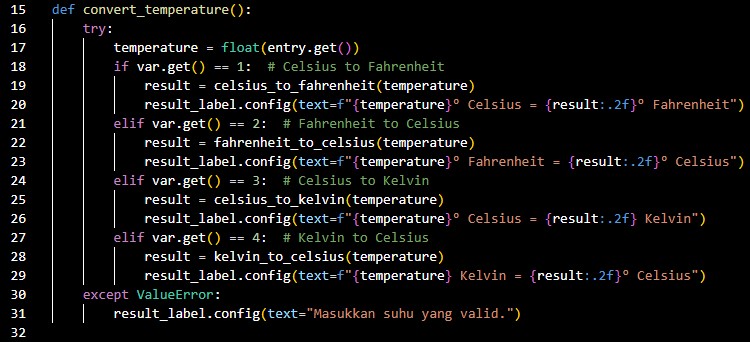 15 def convert_temperature():
16     try:
17         temperature = float(entry.get())
18         if var.get() == 1:  # Celsius to Fahrenheit
19             result = celsius_to_fahrenheit(temperature)
20             result_label.config(text=f"{temperature}º Celsius = {result:.2f}º Fahrenheit")
21         elif var.get() == 2:  # Fahrenheit to Celsius
22             result = fahrenheit_to_celsius(temperature)
23             result_label.config(text=f"{temperature}º Fahrenheit = {result:.2f}º Celsius")
24         elif var.get() == 3:  # Celsius to Kelvin
25             result = celsius_to_kelvin(temperature)
26             result_label.config(text=f"{temperature}º Celsius = {result:.2f} Kelvin")
27         elif var.get() == 4:  # Kelvin to Celsius
28             result = kelvin_to_celsius(temperature)
29             result_label.config(text=f"{temperature} Kelvin = {result:.2f}º Celsius")
30     except ValueError:
31         result_label.config(text="Masukkan suhu yang valid.")
32